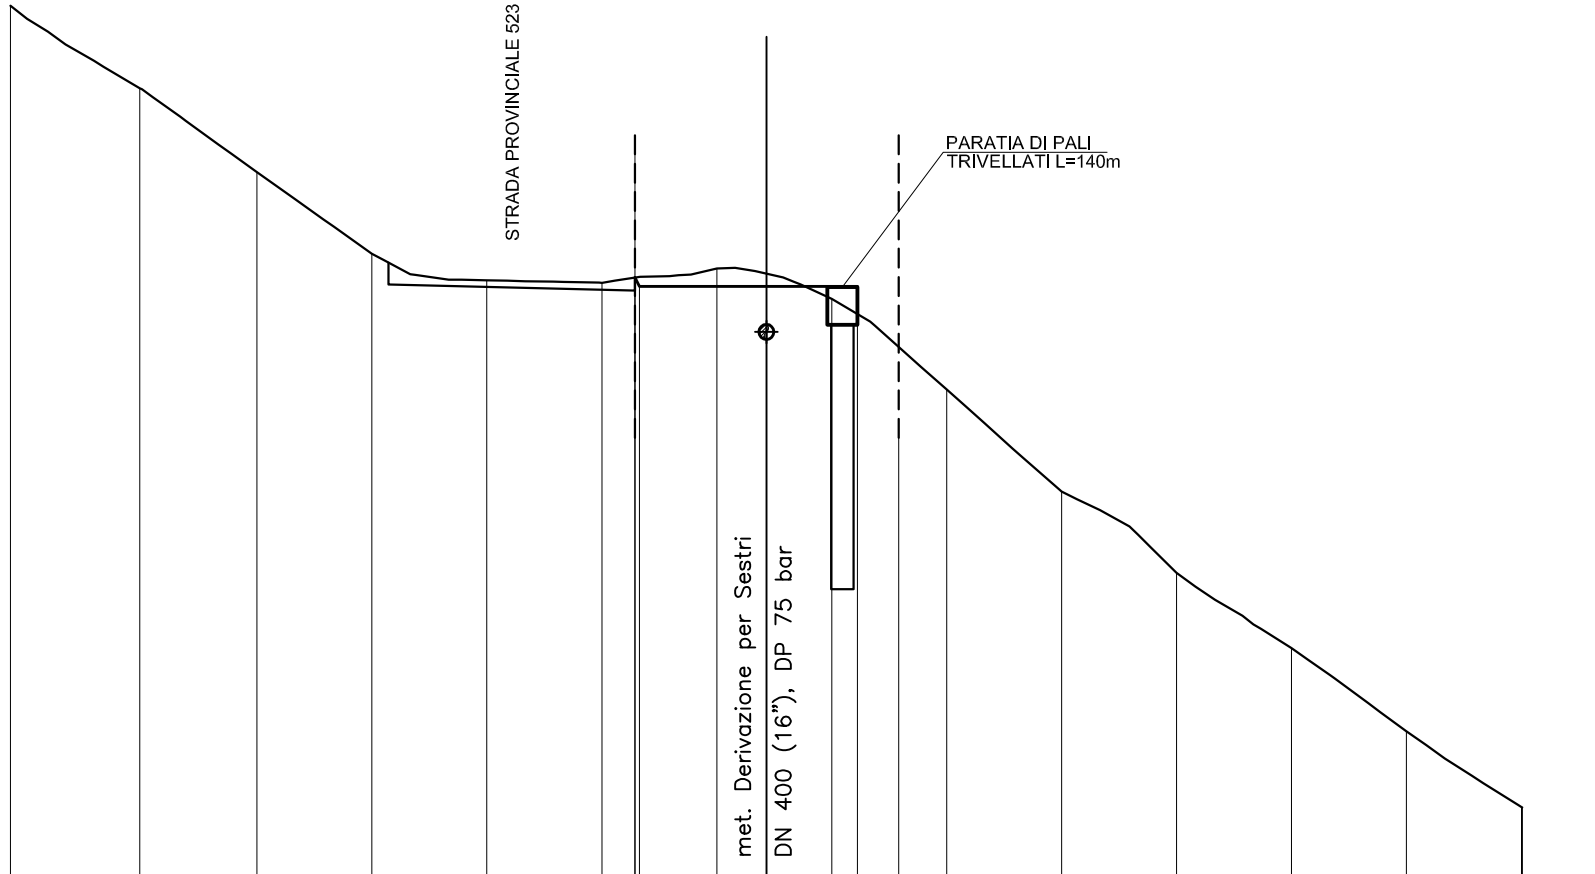 STRADA PROVINCIALE 523
PARATIA DI PALI
TRIVELLATI L=140m
met. Derivazione per Sestri
DN 400 (16"), DP 75 bar